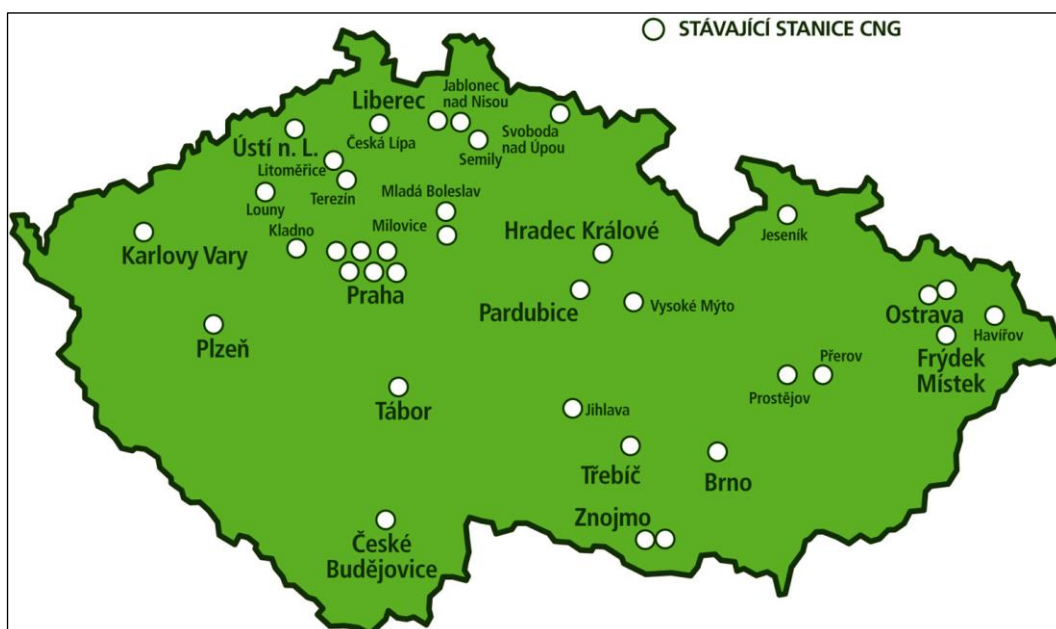 STÁVAJÍCÍ STANICE CNG
Jablonec
nad Nisou
Liberec
Svoboda
nad Úpou
Česká Lípa
Semily
Ústí n. L.
Litoměřice
Terezín
Louny
Mladá Boleslav
Milovice
Kladno
Karlovy Vary
Praha
Hradec Králové
Jeseník
Pardubice
Vysoké Mýto
Ostrava
Havířov
Plzeň
Frýdek
Místek
Přerov
Prostějov
Tábor
Jihlava
Třebíč
Brno
Znojmo
České
Budějovice